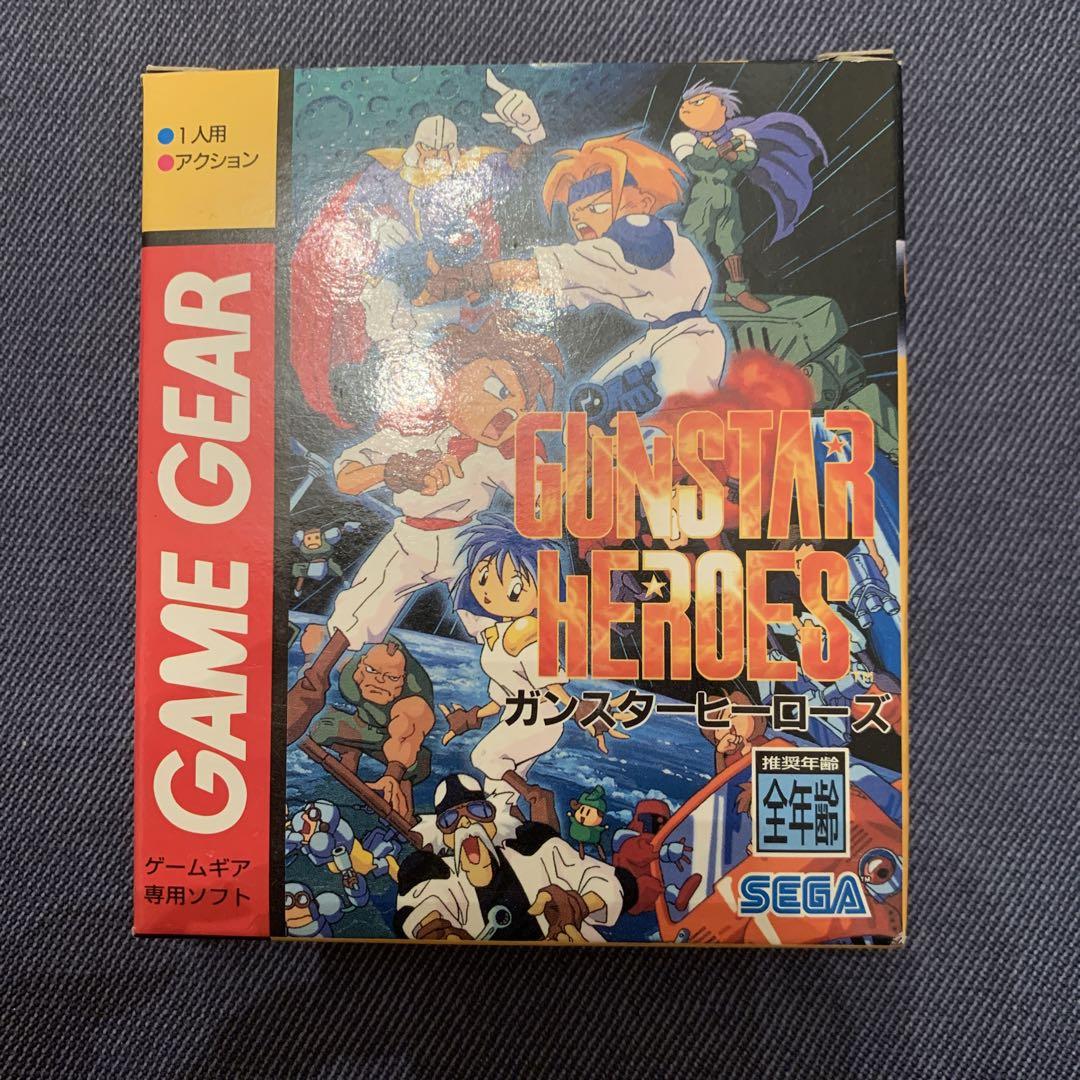 ●1人用
●アクション
GAME GEAR
ゲームギア
専用ソフト
GUNSTAR
HEROES
TM
ガンスターヒーローズ
推奨年齢
全年齢
SEGA
TM